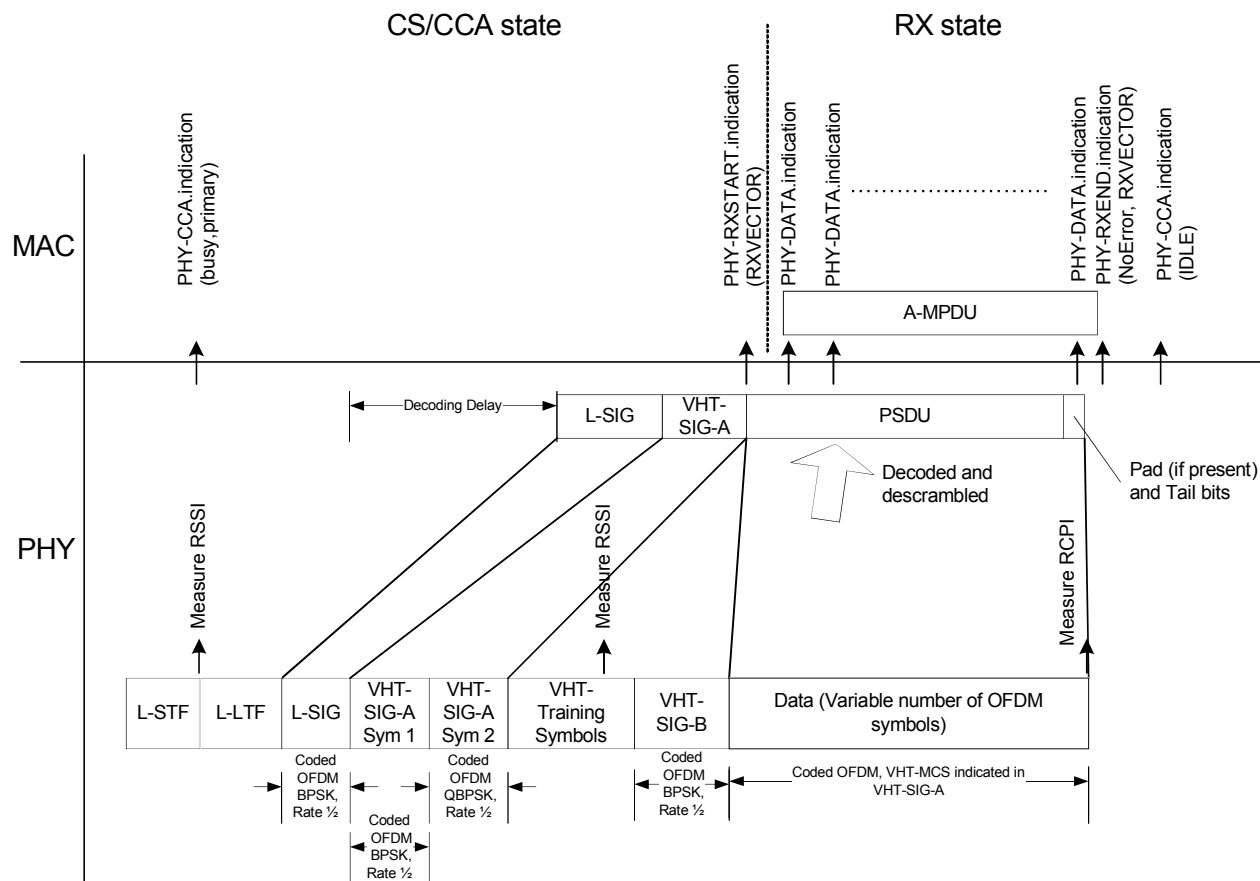 CS/CCA state
RX state
PHY-CCA.indication
(busy,primary)
PHY-RXSTART.indication
(RXVECTOR)
PHY-DATA.indication
PHY-DATA.indication
PHY-DATA.indication
PHY-RXEND.indication
(NoError, RXVECTOR)
PHY-CCA.indication
(IDLE)
MAC
A-MPDU
Decoding Delay
L-SIG
VHT-
SIG-A
PSDU
Decoded and
descrambled
Pad (if present)
and Tail bits
PHY
Measure RSSI
Measure RSSI
Measure RCPI
L-STF
L-LTF
L-SIG
VHT-
SIG-A
Sym 1
VHT-
SIG-A
Sym 2
VHT-
Training
Symbols
VHT-
SIG-B
Data (Variable number of OFDM
symbols)
Coded
OFDM
BPSK,
Rate ½
Coded
OFDM
BPSK,
Rate ½
Coded
OFDM
QBPSK,
Rate ½
Coded
OFDM
BPSK,
Rate ½
Coded OFDM, VHT-MCS indicated in
VHT-SIG-A